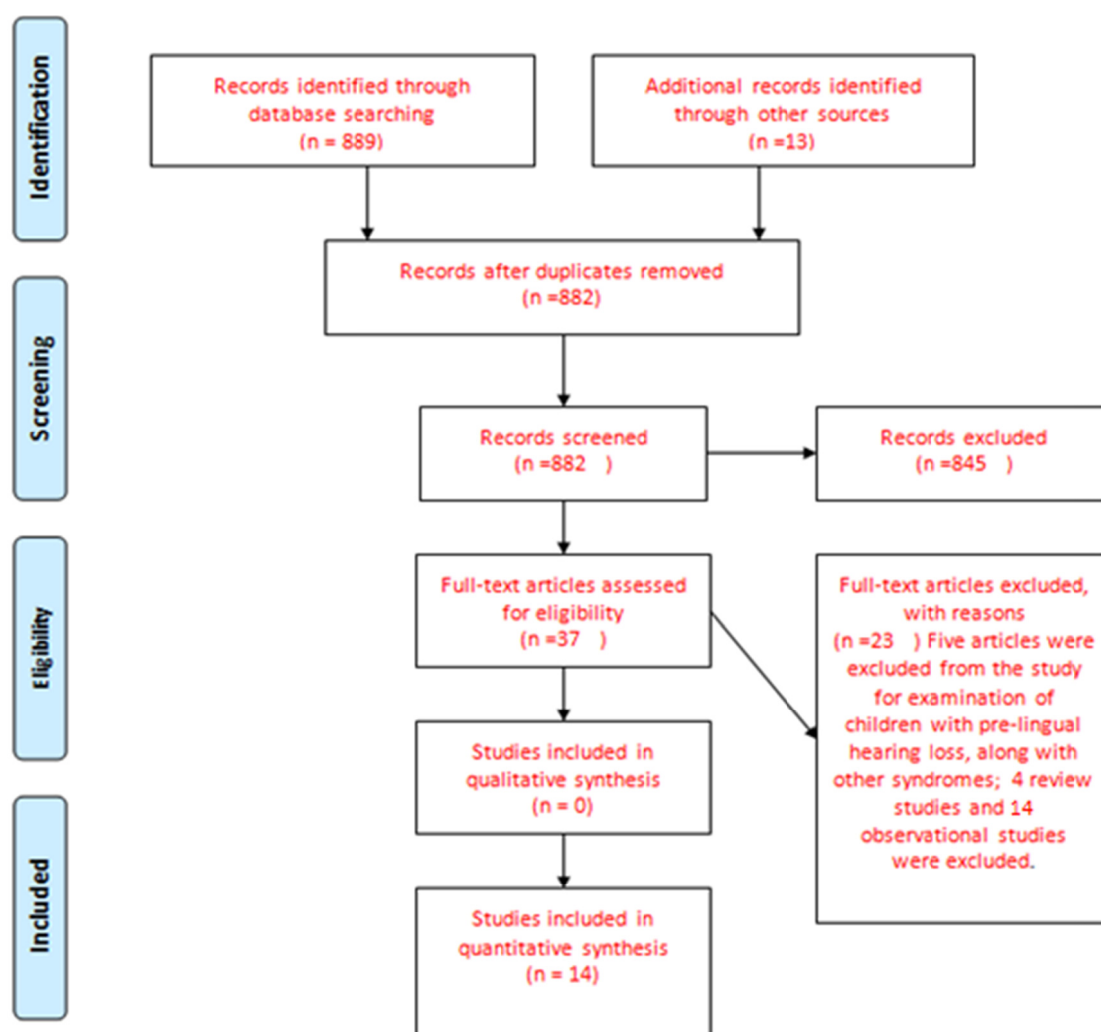 Identification
Records identified through
database searching
(n = 889)
Additional records identified
through other sources
(n =13)
Records after duplicates removed
(n =882)
Screening
Records screened
(n =882   )
Records excluded
(n =845   )
Eligibility
Full-text articles assessed
for eligibility
(n =37   )
Full-text articles excluded,
with reasons
(n =23   ) Five articles were
excluded from the study
for examination of
children with pre-lingual
hearing loss, along with
other syndromes;  4 review
studies and 14
observational studies
were excluded.
Studies included in
qualitative synthesis
(n = 0)
Included
Studies included in
quantitative synthesis
(n = 14)